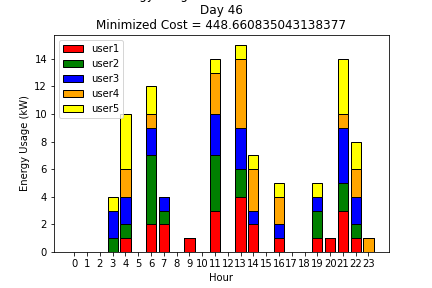 Day 46
Minimized Cost = 448.660835043138377
user1
user2
user3
user4
user5
Energy Usage (kW)
14
12
10
8
6
4
2
0
0 1 2 3 4 5 6 7 8 9 10 11 12 13 14 15 16 17 18 19 20 21 22 23
Hour